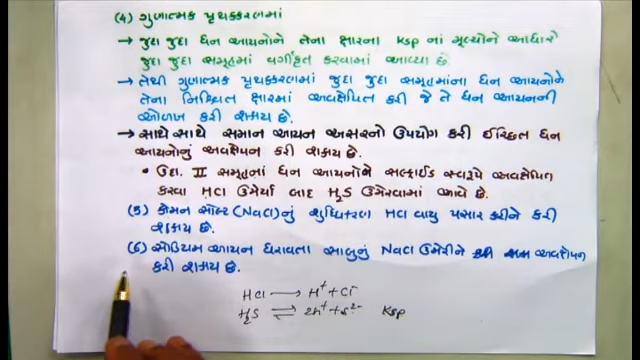 (4) ગુણાત્મક પૃથક્કરણમાં
→ જુદા જુદા ધન આયનોને તેના ક્ષારના Ksp નાં મૂલ્યોને આધારે
જુદા જુદા સમૂહમાં વર્ગીકૃત કરવામાં આવ્યા છે
→ તેથી ગુણાત્મક પૃથક્કરણમાં જુદા જુદા સમૂહમાંના ધન આયનોને
તેના નિશ્ચિત ક્ષારમાં અવક્ષેપિત કરી જે તે ધન આયનની
ઓળખ કરી શકાય છે.
→ સાથે સાથે સમાન આયન અસરનો ઉપયોગ કરી ઈચ્છિત ધન
આયનોનું અવક્ષેપન કરી શકાય છે.
• ઉદા. II સમૂહનાં ધન આયનોને સલ્ફાઈડ સ્વરૂપે અવક્ષેપિત
કરવા HCl ઉમેર્યા બાદ H₂S ઉમેરવામાં આવે છે.
(5) કોમન સોલ્ટ (NaCl) નું શુધ્ધિકરણ HCl વાયુ પસાર કરીને કરી
શકાય છે.
(6) સોડિયમ આયન ધરાવતા સાબુનું NaCl ઉમેરીને અવક્ષેપન
કરી શકાય છે.
HCl → H⁺ + Cl⁻
H₂S ⇌ 2H⁺ + S²⁻ Ksp